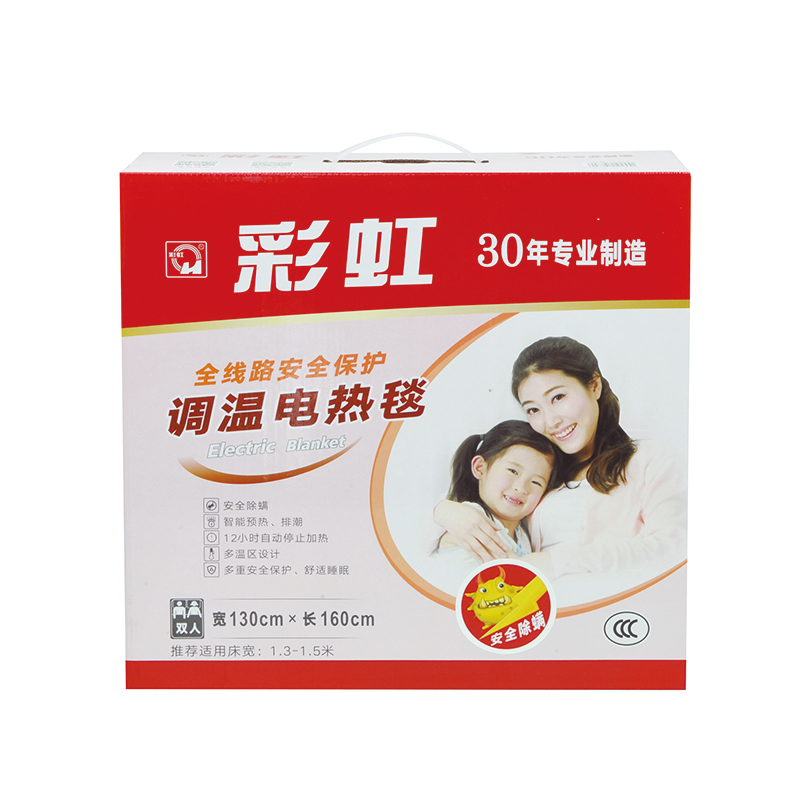 彩虹
彩虹
30年专业制造
全线路安全保护
调温电热毯
Electric Blanket
安全除螨
智能预热、排潮
12小时自动停止加热
多温区设计
多重安全保护、舒适睡眠
双人
宽130cm×长160cm
推荐适用床宽：1.3-1.5米
安全除螨
CCC